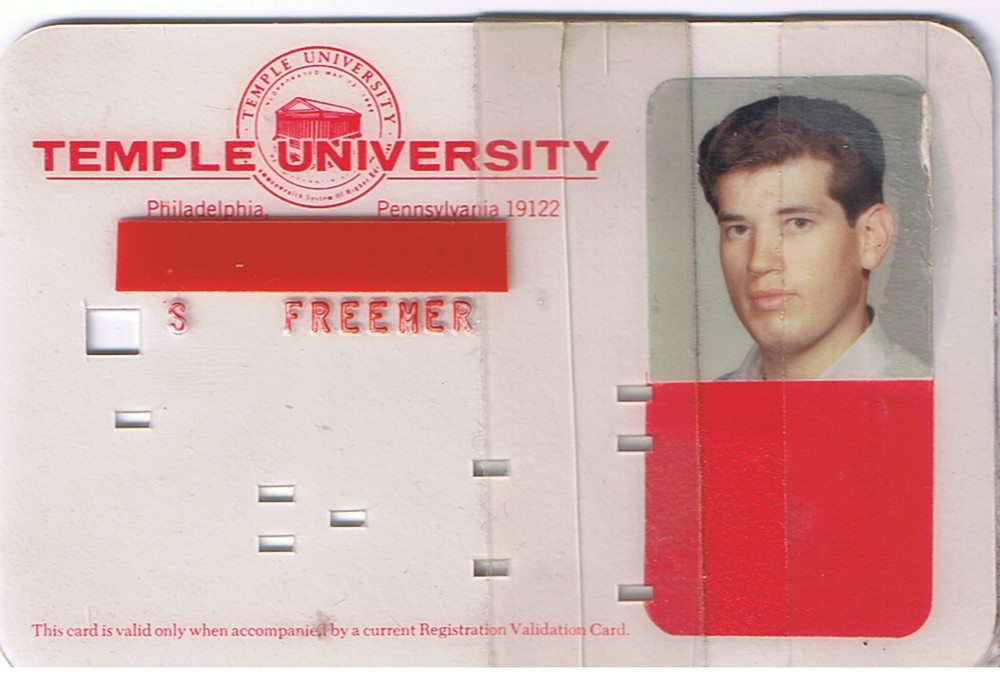 TEMPLE UNIVERSITY
TEMPLE UNIVERSITY
Philadelphia, Pennsylvania 19122
S FREEMER
This card is valid only when accompanied by a current Registration Validation Card.